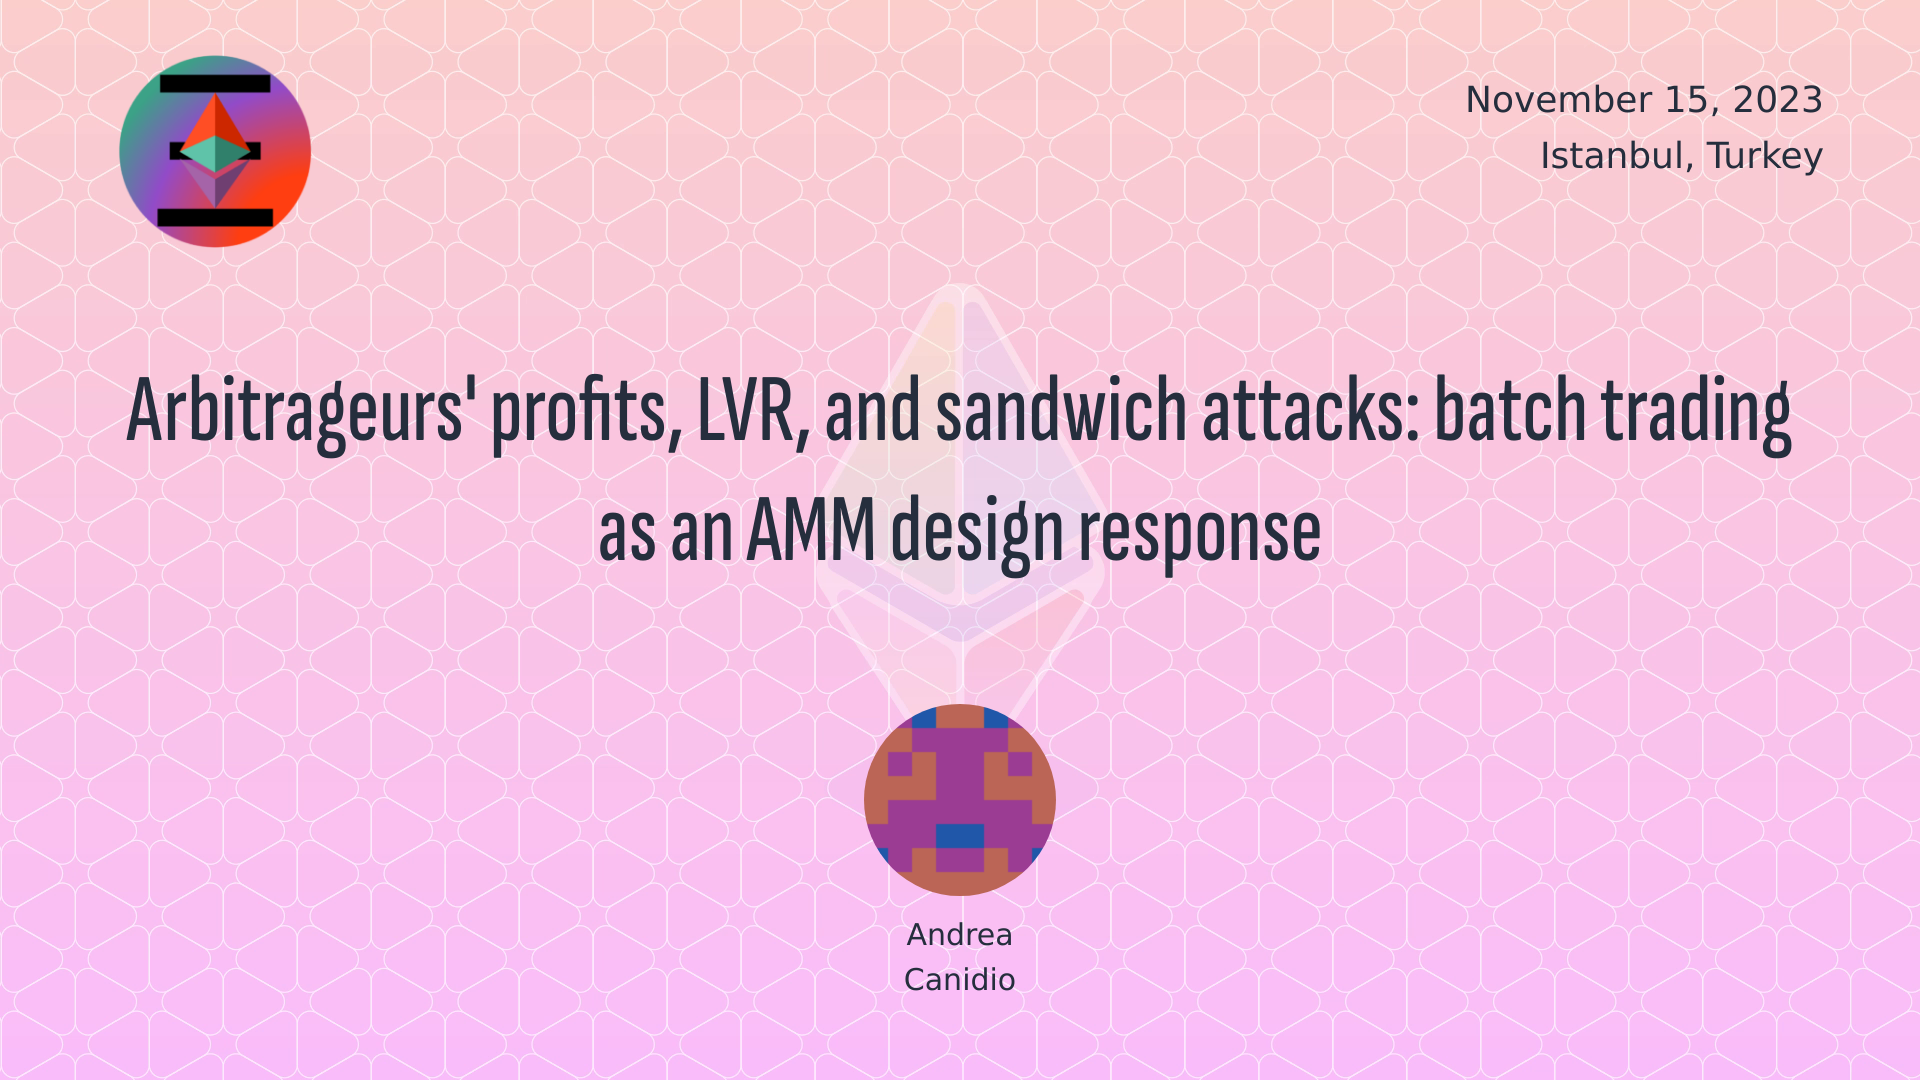 November 15, 2023
Istanbul, Turkey
Arbitrageurs' profits, LVR, and sandwich attacks: batch trading
as an AMM design response
Andrea
Canidio